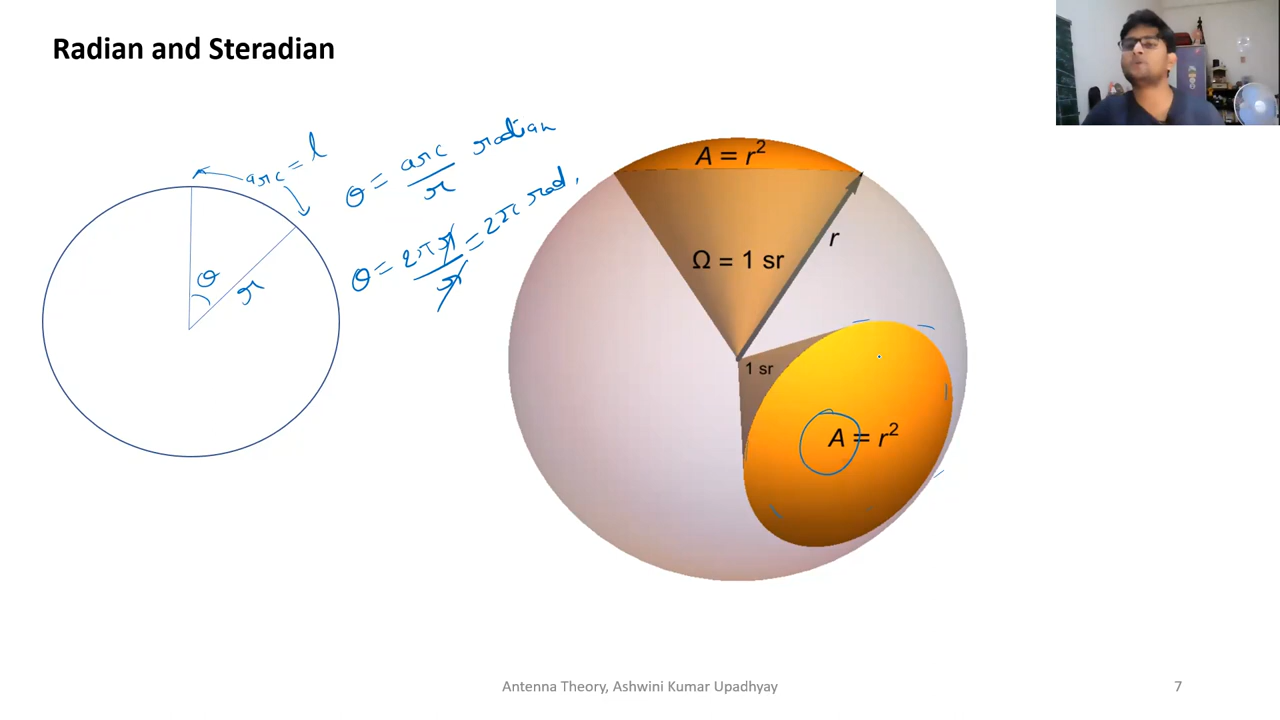 Radian and Steradian
arc = l
θ = arc/r radian
θ = 2πr/r = 2π rad.
θ
r
A = r²
Ω = 1 sr
r
1 sr
A = r²
Antenna Theory, Ashwini Kumar Upadhyay
7